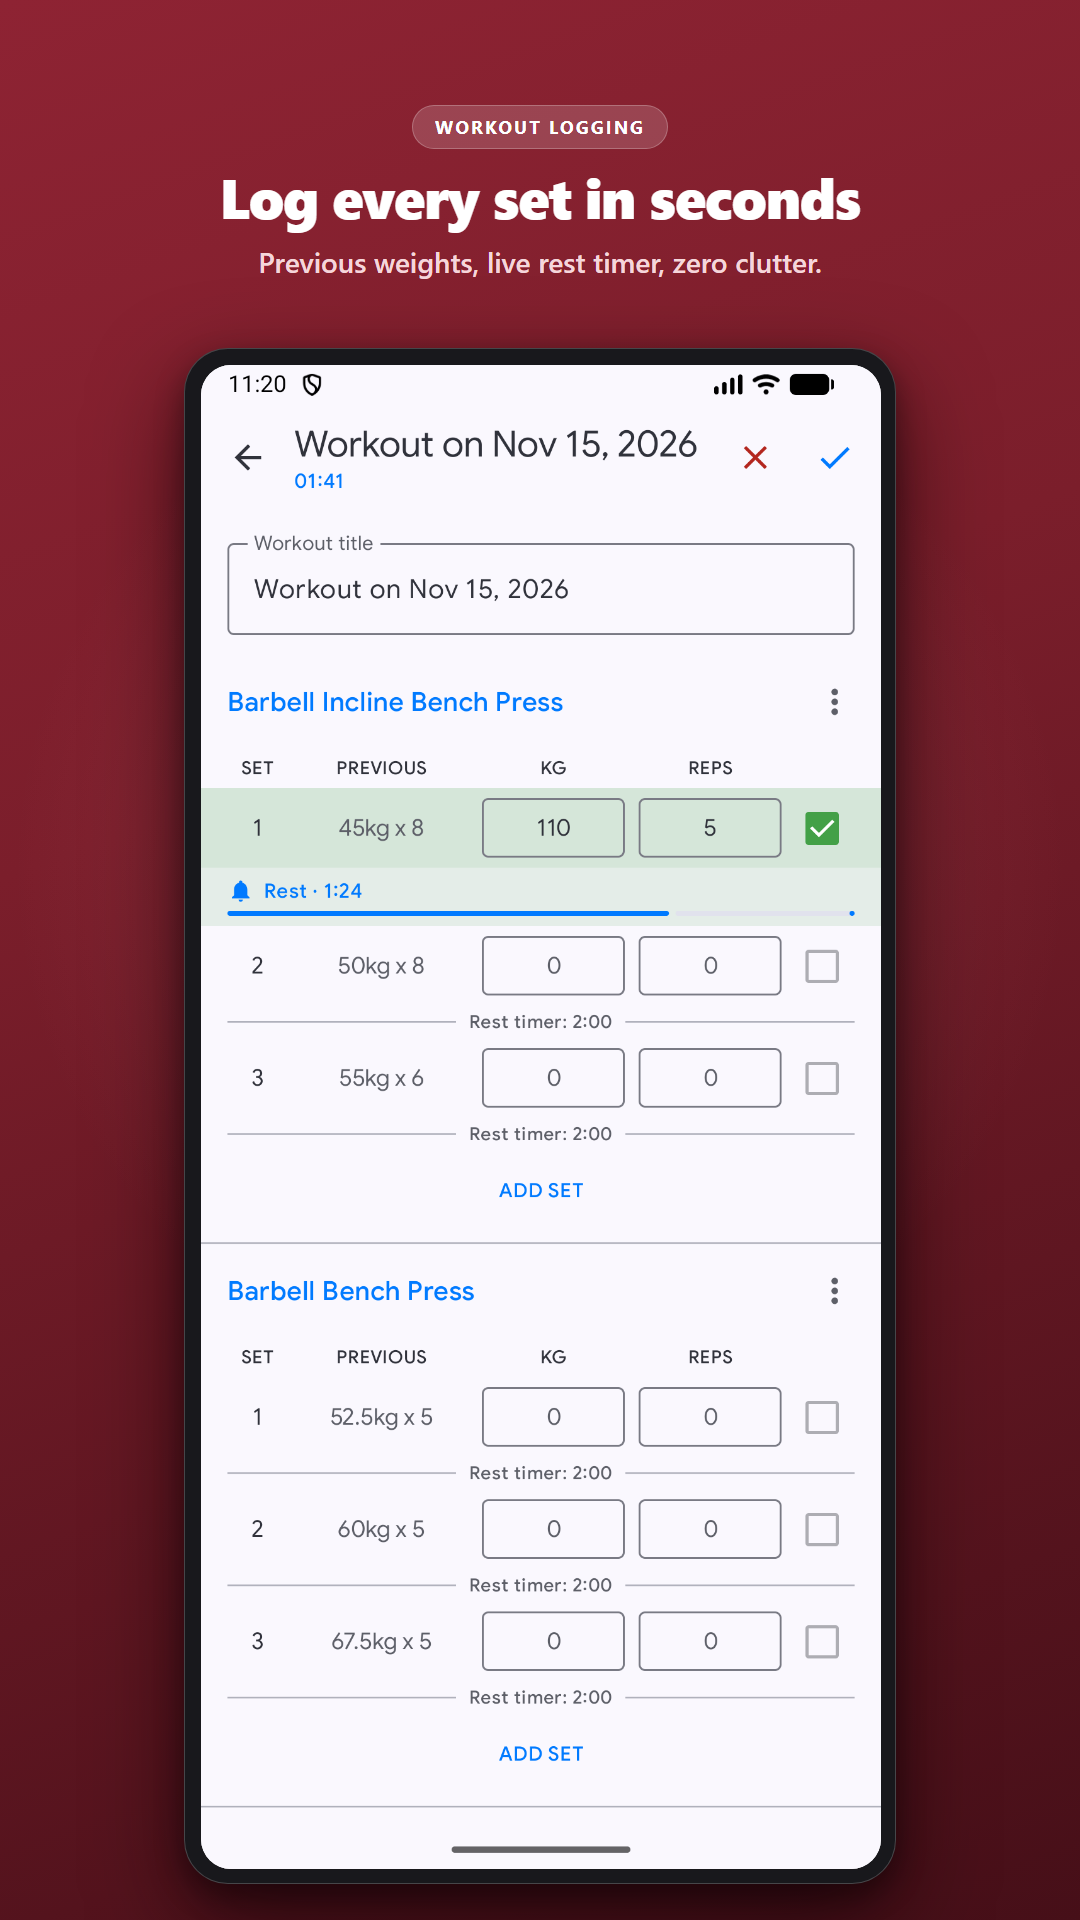 WORKOUT LOGGING
Log every set in seconds
Previous weights, live rest timer, zero clutter.
11:20
Workout on Nov 15, 2026
01:41
Workout title
Workout on Nov 15, 2026
Barbell Incline Bench Press
SET PREVIOUS KG REPS
1 45kg x 8 110 5
Rest · 1:24
2 50kg x 8 0 0
Rest timer: 2:00
3 55kg x 6 0 0
Rest timer: 2:00
ADD SET
Barbell Bench Press
SET PREVIOUS KG REPS
1 52.5kg x 5 0 0
Rest timer: 2:00
2 60kg x 5 0 0
Rest timer: 2:00
3 67.5kg x 5 0 0
Rest timer: 2:00
ADD SET